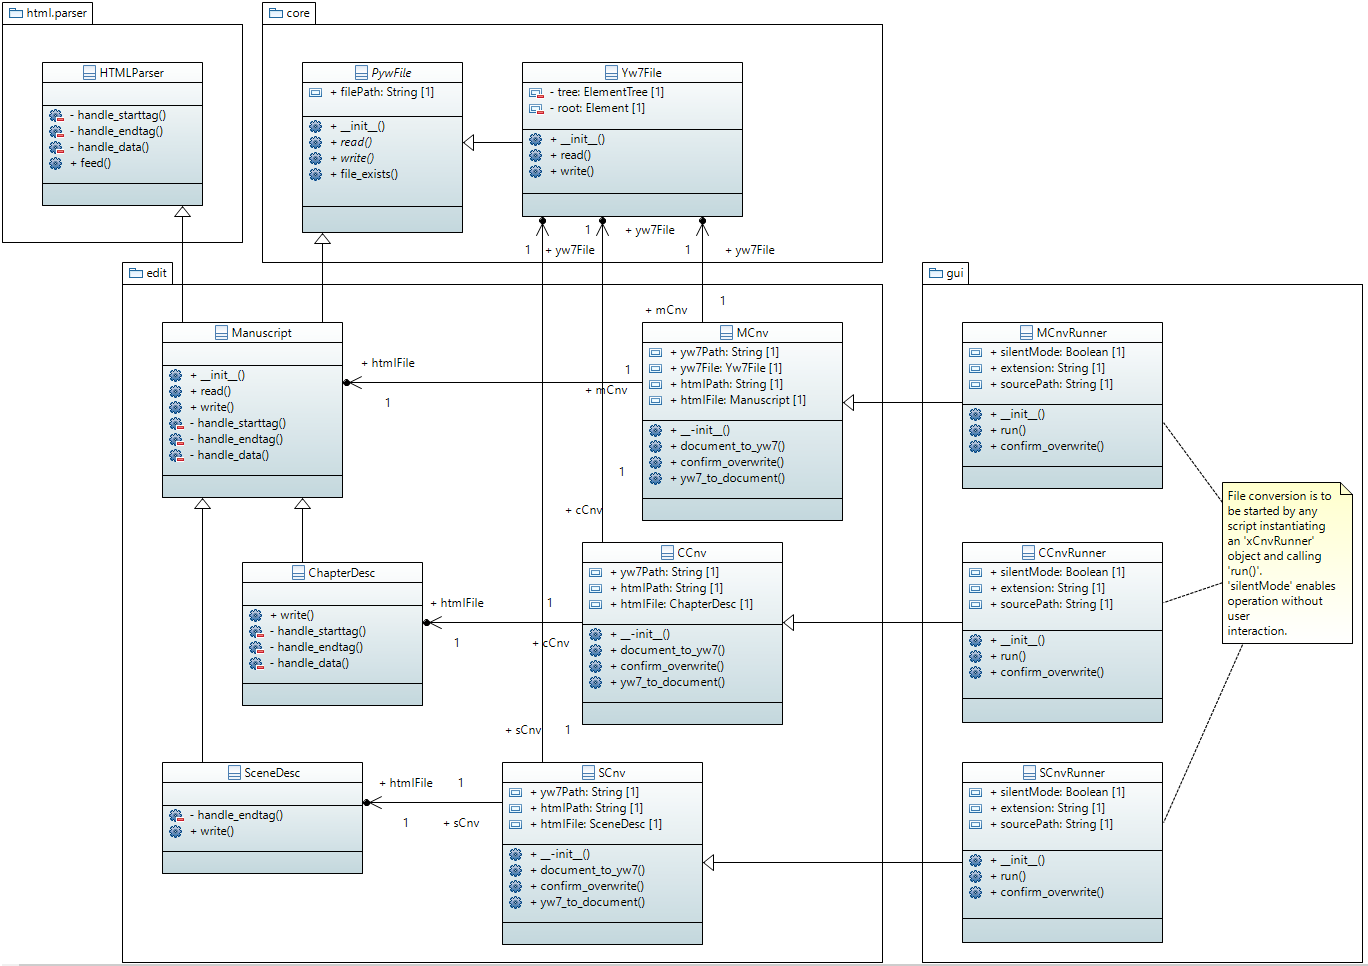 html.parser
HTMLParser
- handle_starttag()
- handle_endtag()
- handle_data()
+ feed()
core
PywFile
+ filePath: String [1]
+ __init__()
+ read()
+ write()
+ file_exists()
Yw7File
- tree: ElementTree [1]
- root: Element [1]
+ __init__()
+ read()
+ write()
1
+ yw7File
1
+ yw7File
1
+ yw7File
edit
Manuscript
+ __init__()
+ read()
+ write()
- handle_starttag()
- handle_endtag()
- handle_data()
+ htmlFile
1
1
+ mCnv
+ mCnv
1
MCnv
+ yw7Path: String [1]
+ yw7File: Yw7File [1]
+ htmlPath: String [1]
+ htmlFile: Manuscript [1]
+ __-init__()
+ document_to_yw7()
+ confirm_overwrite()
+ yw7_to_document()
ChapterDesc
+ write()
- handle_starttag()
- handle_endtag()
- handle_data()
+ htmlFile
1
1
+ cCnv
1
+ cCnv
CCnv
+ yw7Path: String [1]
+ htmlPath: String [1]
+ htmlFile: ChapterDesc [1]
+ __-init__()
+ document_to_yw7()
+ confirm_overwrite()
+ yw7_to_document()
SceneDesc
- handle_endtag()
+ write()
+ htmlFile
1
1
+ sCnv
+ sCnv
1
SCnv
+ yw7Path: String [1]
+ htmlPath: String [1]
+ htmlFile: SceneDesc [1]
+ __-init__()
+ document_to_yw7()
+ confirm_overwrite()
+ yw7_to_document()
gui
MCnvRunner
+ silentMode: Boolean [1]
+ extension: String [1]
+ sourcePath: String [1]
+ __init__()
+ run()
+ confirm_overwrite()
CCnvRunner
+ silentMode: Boolean [1]
+ extension: String [1]
+ sourcePath: String [1]
+ __init__()
+ run()
+ confirm_overwrite()
SCnvRunner
+ silentMode: Boolean [1]
+ extension: String [1]
+ sourcePath: String [1]
+ __init__()
+ run()
+ confirm_overwrite()
File conversion is to
be started by any
script instantiating
an 'xCnvRunner'
object and calling
'run()'.
'silentMode' enables
operation without
user
interaction.